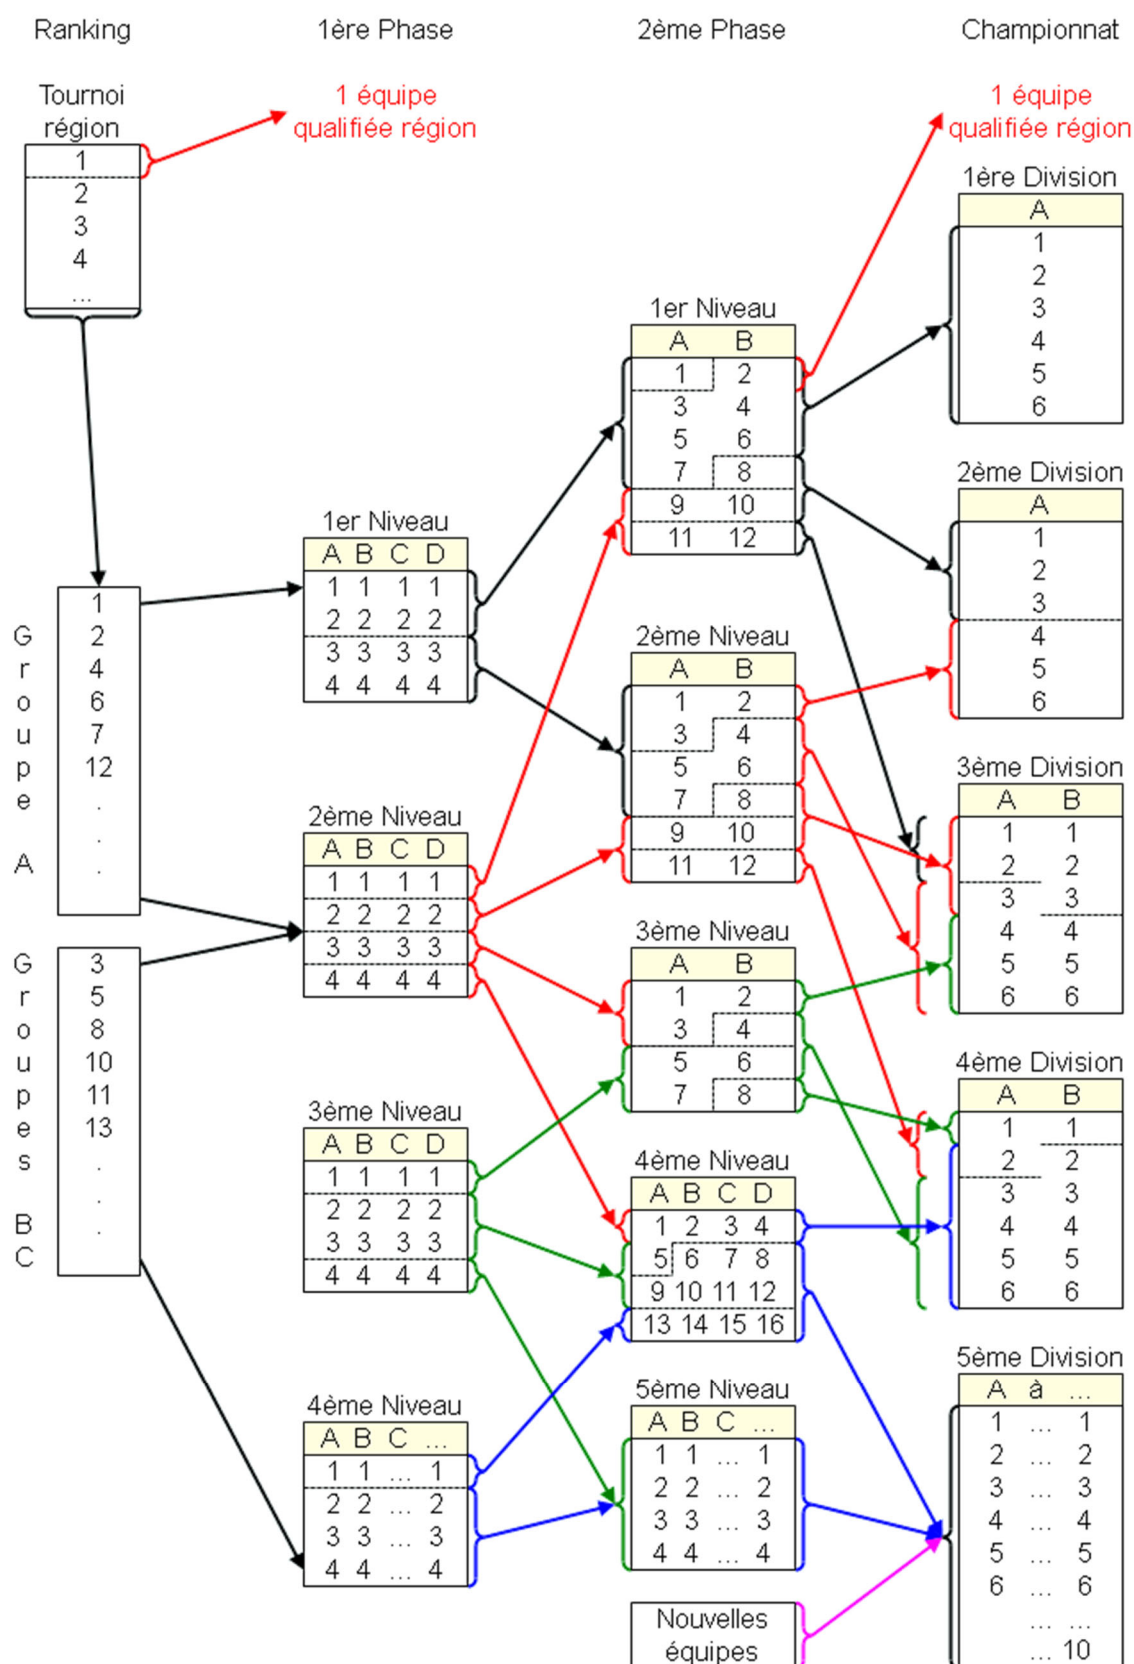 Ranking
1ère Phase
2ème Phase
Championnat
Tournoi
région
1
2
3
4
...
1 équipe
qualifiée région
1 équipe
qualifiée région
Groupe A
1
2
4
6
7
12
.
.
.
Groupes BC
3
5
8
10
11
13
.
.
.
1er Niveau
A B C D
1 1 1 1
2 2 2 2
3 3 3 3
4 4 4 4
2ème Niveau
A B C D
1 1 1 1
2 2 2 2
3 3 3 3
4 4 4 4
3ème Niveau
A B C D
1 1 1 1
2 2 2 2
3 3 3 3
4 4 4 4
4ème Niveau
A B C ...
1 1 ... 1
2 2 ... 2
3 3 ... 3
4 4 ... 4
1er Niveau
A B
1 2
3 4
5 6
7 8
9 10
11 12
2ème Niveau
A B
1 2
3 4
5 6
7 8
9 10
11 12
3ème Niveau
A B
1 2
3 4
5 6
7 8
4ème Niveau
A B C D
1 2 3 4
5 6 7 8
9 10 11 12
13 14 15 16
5ème Niveau
A B C ...
1 1 ... 1
2 2 ... 2
3 3 ... 3
4 4 ... 4
Nouvelles
équipes
1ère Division
A
1
2
3
4
5
6
2ème Division
A
1
2
3
4
5
6
3ème Division
A B
1 1
2 2
3 3
4 4
5 5
6 6
4ème Division
A B
1 1
2 2
3 3
4 4
5 5
6 6
5ème Division
A à ...
1 ... 1
2 ... 2
3 ... 3
4 ... 4
5 ... 5
6 ... 6
... ...
... 10